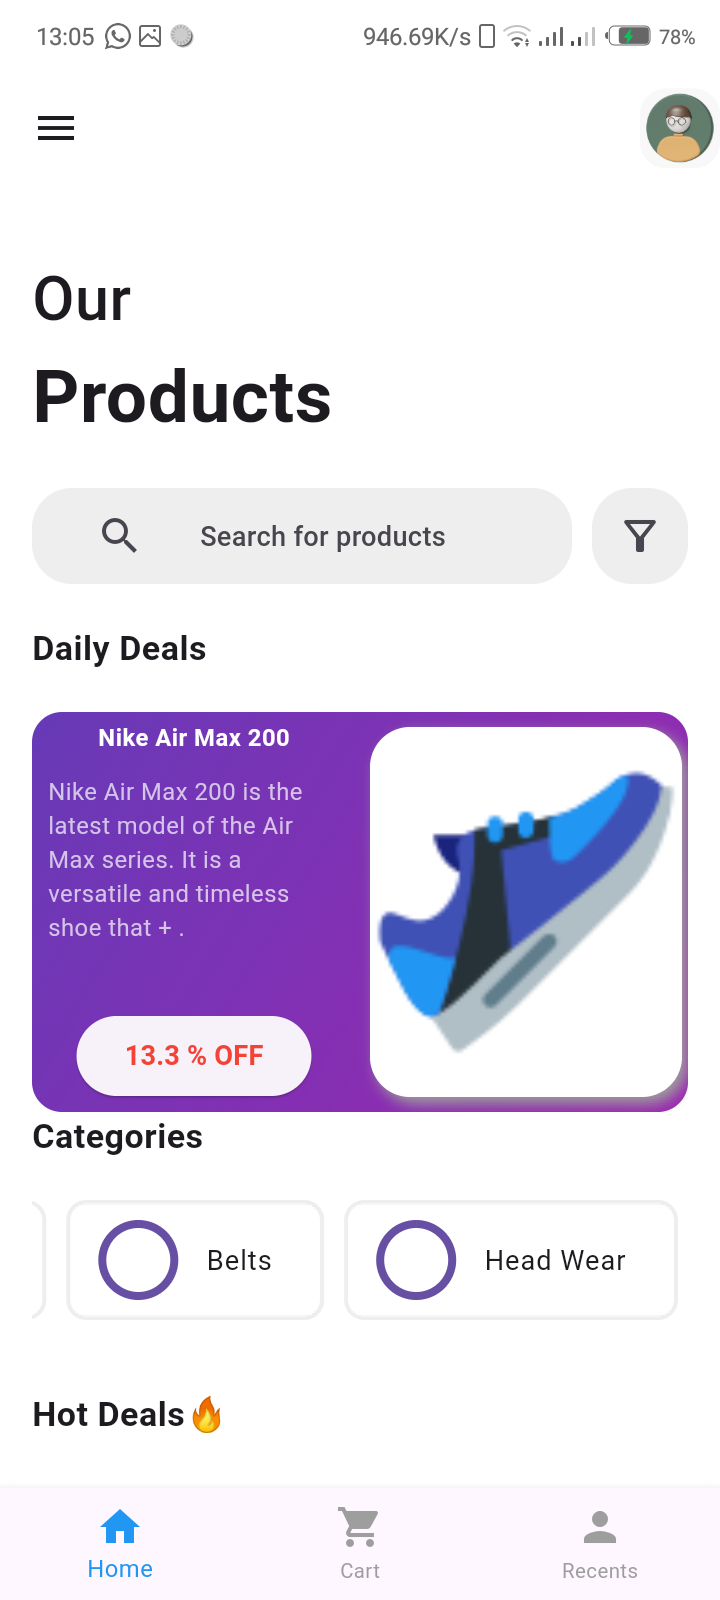 13:05 946.69K/s 78%
Our
Products
Search for products
Daily Deals
Nike Air Max 200
Nike Air Max 200 is the
latest model of the Air
Max series. It is a
versatile and timeless
shoe that + .
13.3 % OFF
Categories
Belts Head Wear
Hot Deals🔥
Home Cart Recents